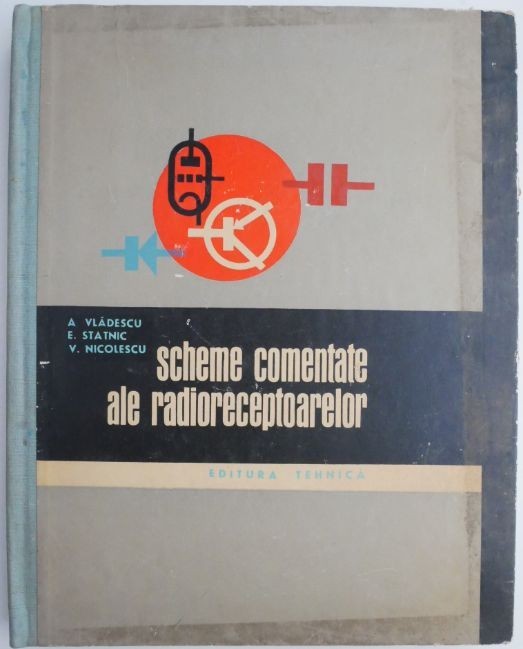 A VLĂDESCU
E. STATNIC
V. NICOLESCU
scheme comentate
ale radioreceptoarelor
EDITURA TEHNICĂ